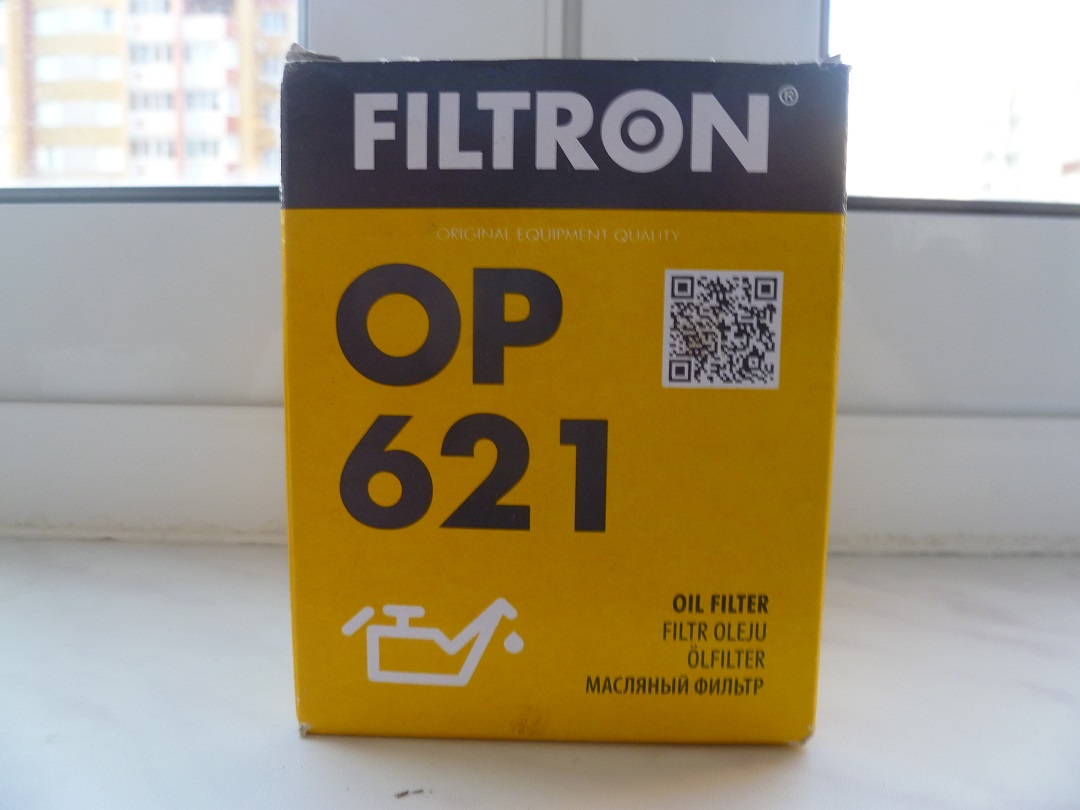 FILTRON®
ORIGINAL EQUIPMENT QUALITY
OP
621
OIL FILTER
FILTR OLEJU
ÖLFILTER
МАСЛЯНЫЙ ФИЛЬТР